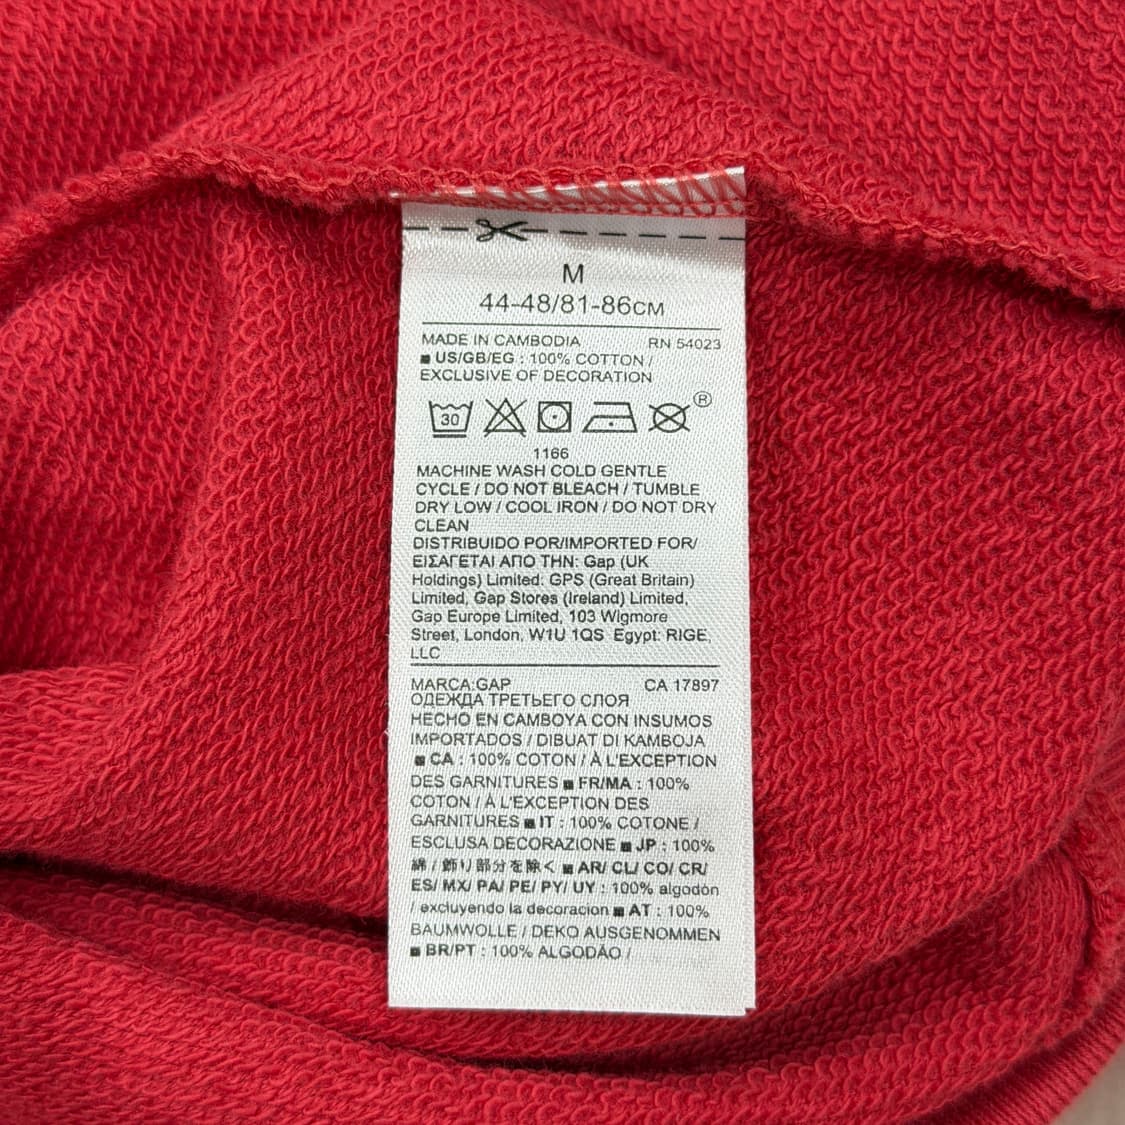 M
44-48/81-86CM
MADE IN CAMBODIA RN 54023
■ US/GB/EG : 100% COTTON /
EXCLUSIVE OF DECORATION
30 ®
1166
MACHINE WASH COLD GENTLE
CYCLE / DO NOT BLEACH / TUMBLE
DRY LOW / COOL IRON / DO NOT DRY
CLEAN
DISTRIBUIDO POR/IMPORTED FOR/
ΕΙΣΑΓΕΤΑΙ ΑΠΟ ΤΗΝ: Gap (UK
Holdings) Limited: GPS (Great Britain)
Limited, Gap Stores (Ireland) Limited,
Gap Europe Limited, 103 Wigmore
Street, London, W1U 1QS Egypt: RIGE,
LLC
MARCA:GAP CA 17897
ОДЕЖДА ТРЕТЬЕГО СЛОЯ
HECHO EN CAMBOYA CON INSUMOS
IMPORTADOS / DIBUAT DI KAMBOJA
■ CA : 100% COTON / À L'EXCEPTION
DES GARNITURES ■ FR/MA : 100%
COTON / À L'EXCEPTION DES
GARNITURES ■ IT : 100% COTONE /
ESCLUSA DECORAZIONE ■ JP : 100%
綿 / 飾り部分を除く ■ AR/ CL/ CO/ CR/
ES/ MX/ PA/ PE/ PY/ UY : 100% algodón
/ excluyendo la decoracion ■ AT : 100%
BAUMWOLLE / DEKO AUSGENOMMEN
■ BR/PT : 100% ALGODÃO /